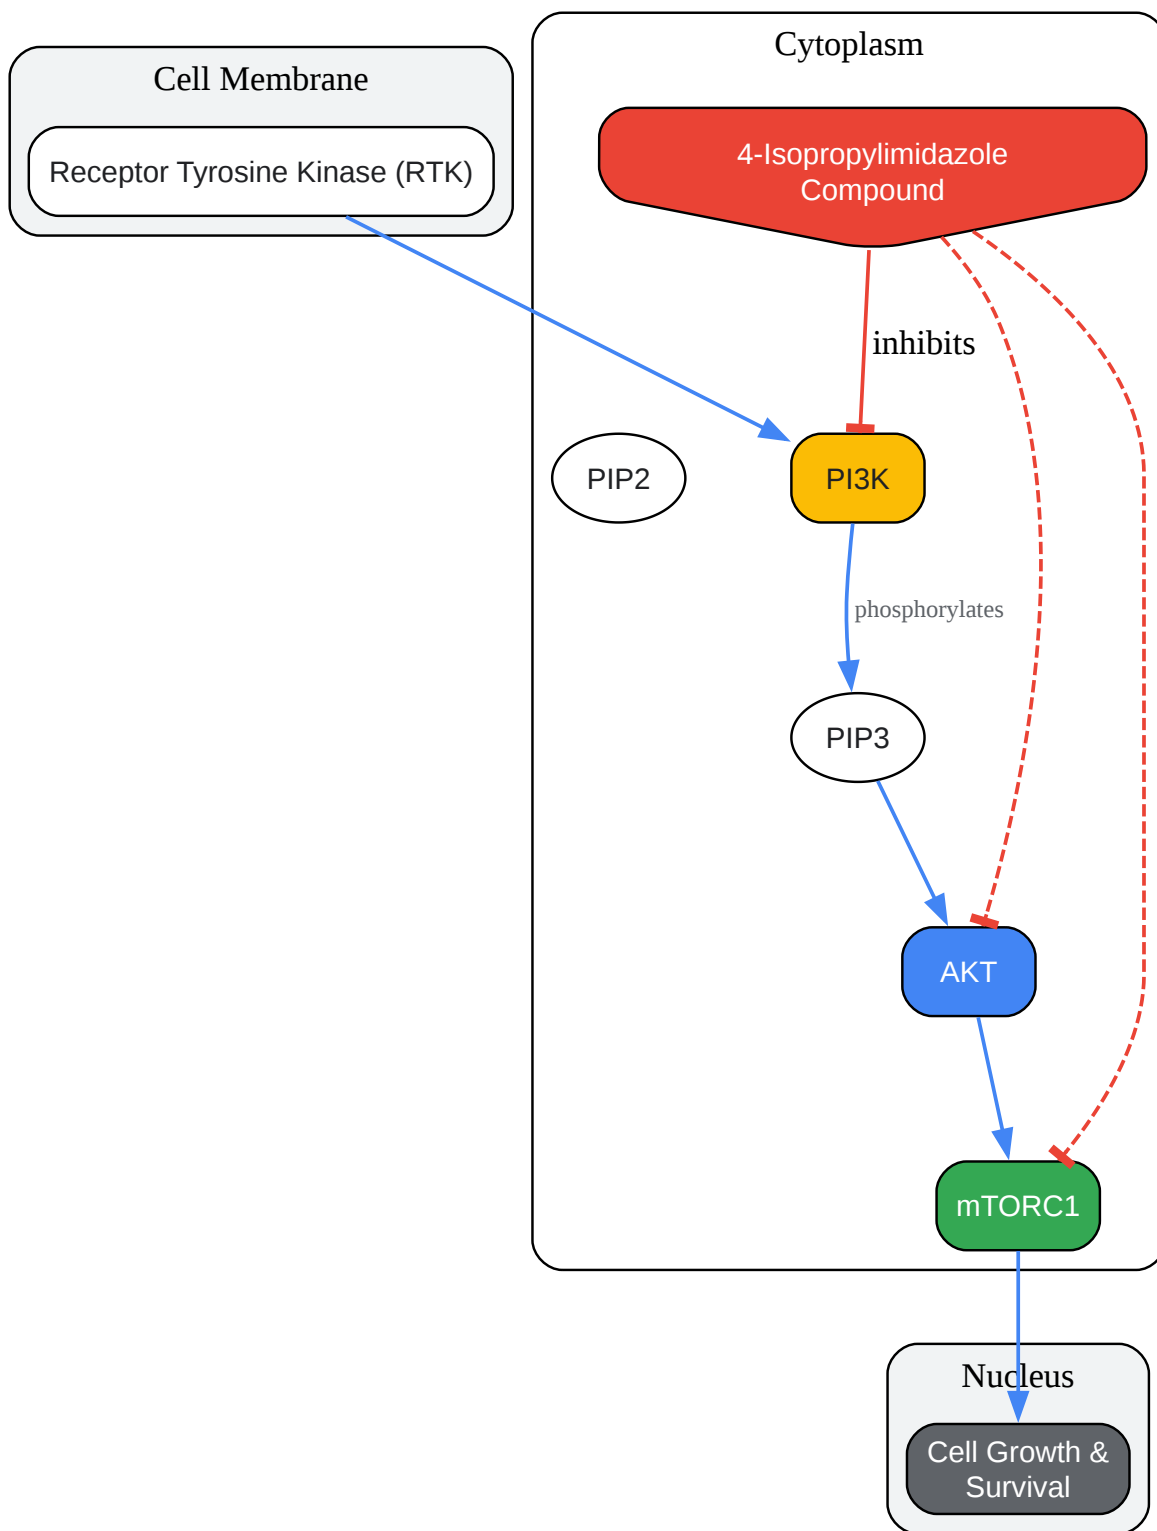 Cytoplasm
Cell Membrane
4-Isopropylimidazole
Compound
Receptor Tyrosine Kinase (RTK)
inhibits
PIP2
PI3K
phosphorylates
PIP3
AKT
mTORC1
Nucleus
Cell Growth &
Survival